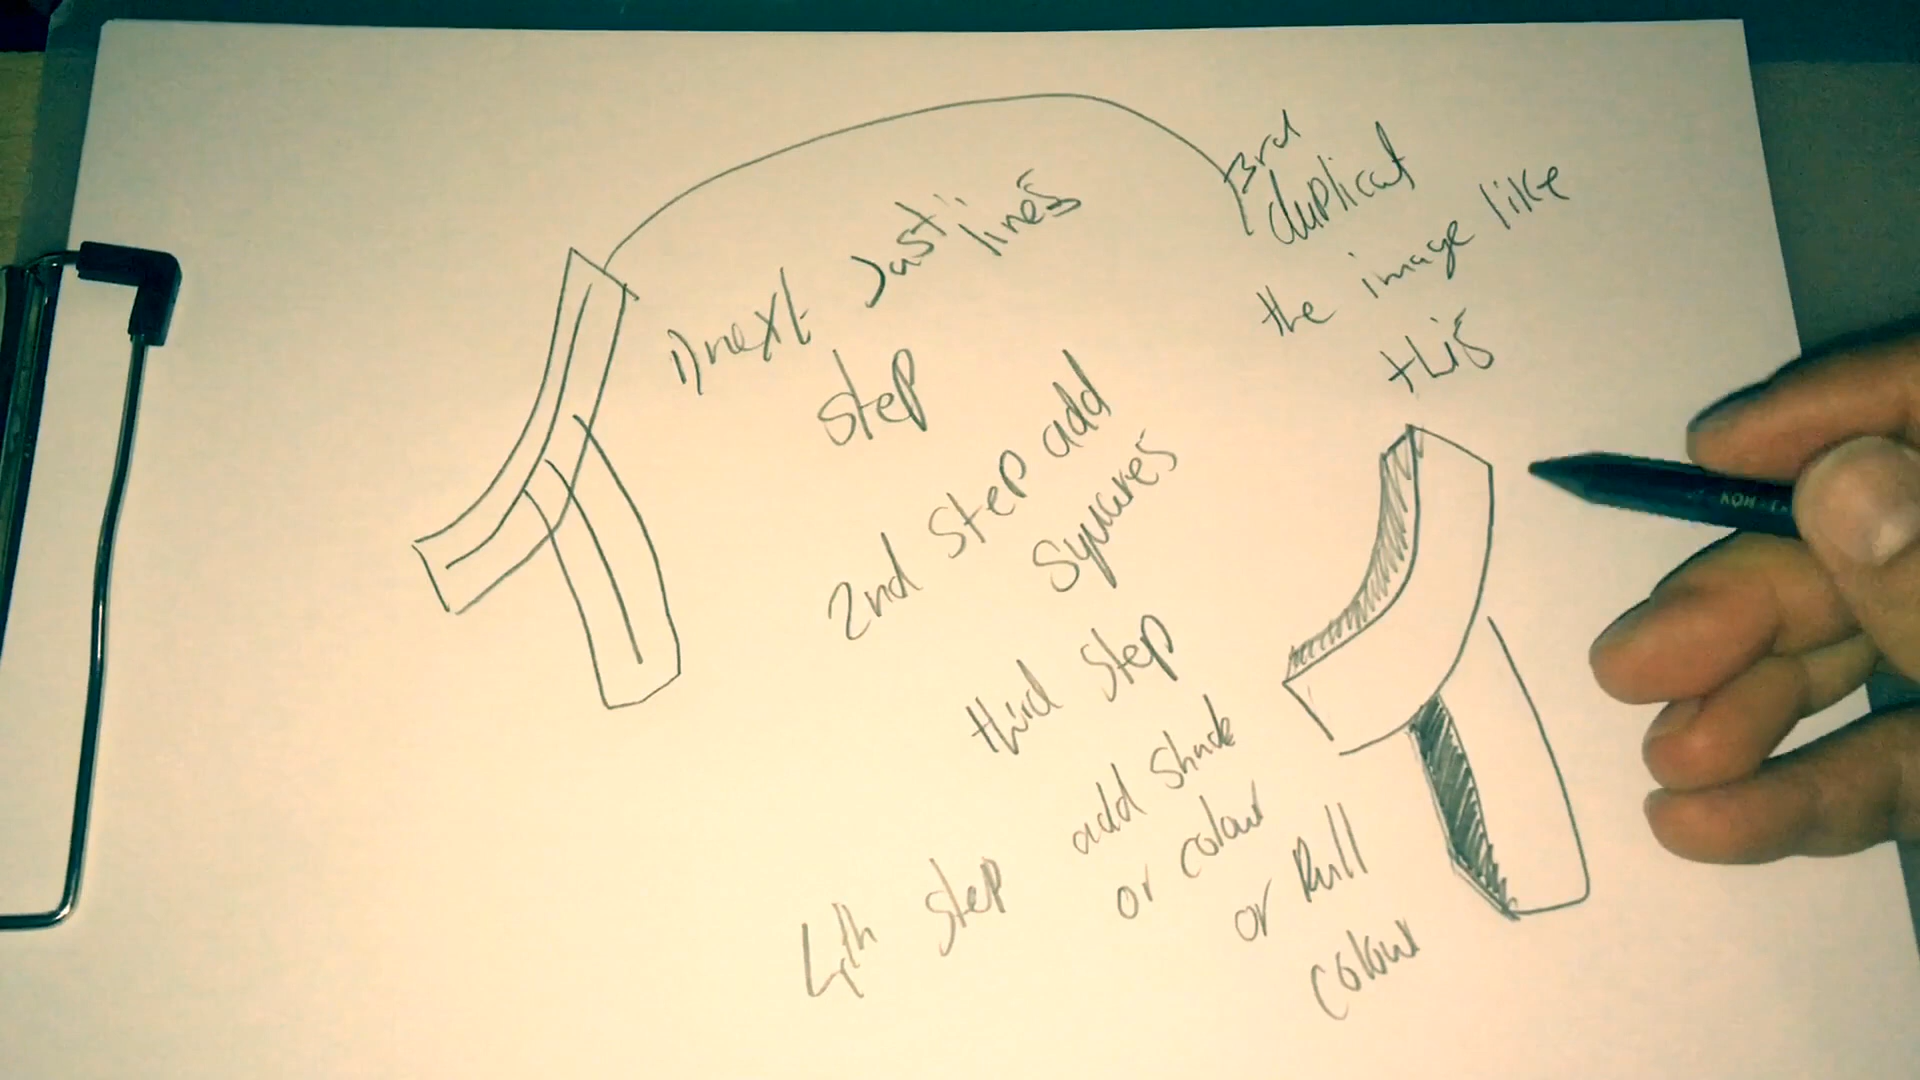 1) next Just lines
step
2nd step add
squares
third step
4th step add shade
or colour
or full
colour
3rd
duplicat
the image like
this
KOH-I